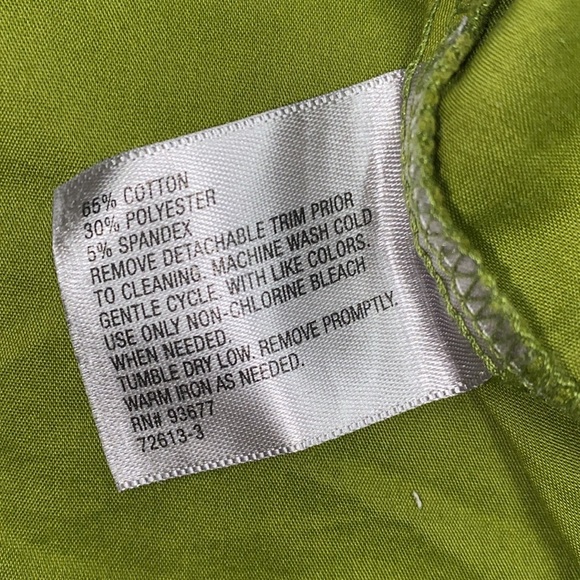 65% COTTON
30% POLYESTER
5% SPANDEX
REMOVE DETACHABLE TRIM PRIOR
TO CLEANING. MACHINE WASH COLD
GENTLE CYCLE WITH LIKE COLORS.
USE ONLY NON-CHLORINE BLEACH
WHEN NEEDED.
TUMBLE DRY LOW. REMOVE PROMPTLY.
WARM IRON AS NEEDED.
RN# 93677
72613-3